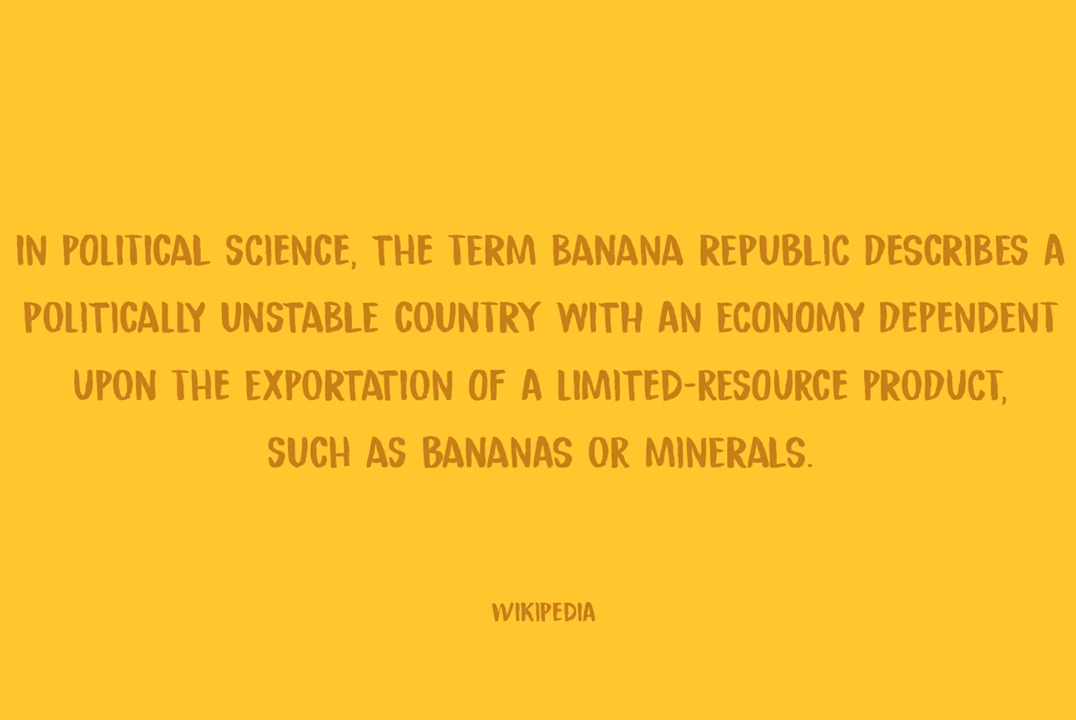 IN POLITICAL SCIENCE, THE TERM BANANA REPUBLIC DESCRIBES A
POLITICALLY UNSTABLE COUNTRY WITH AN ECONOMY DEPENDENT
UPON THE EXPORTATION OF A LIMITED-RESOURCE PRODUCT,
SUCH AS BANANAS OR MINERALS.
WIKIPEDIA